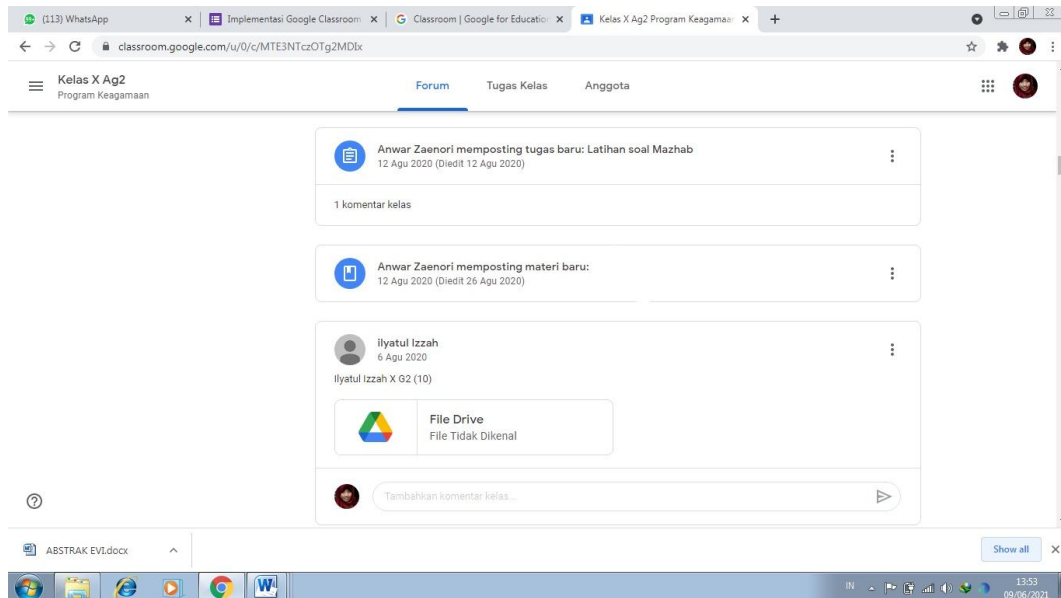 (113) WhatsApp
Implementasi Google Classroom
Classroom | Google for Education
Kelas X Ag2 Program Keagamaan
classroom.google.com/u/0/c/MTE3NTczOTg2MDIx
Kelas X Ag2
Program Keagamaan
Forum
Tugas Kelas
Anggota
Anwar Zaenori memposting tugas baru: Latihan soal Mazhab
12 Agu 2020 (Diedit 12 Agu 2020)
1 komentar kelas
Anwar Zaenori memposting materi baru:
12 Agu 2020 (Diedit 26 Agu 2020)
ilyatul Izzah
6 Agu 2020
Ilyatul Izzah X G2 (10)
File Drive
File Tidak Dikenal
Tambahkan komentar kelas...
ABSTRAK EVI.docx
Show all
IN
13:53
09/06/2021